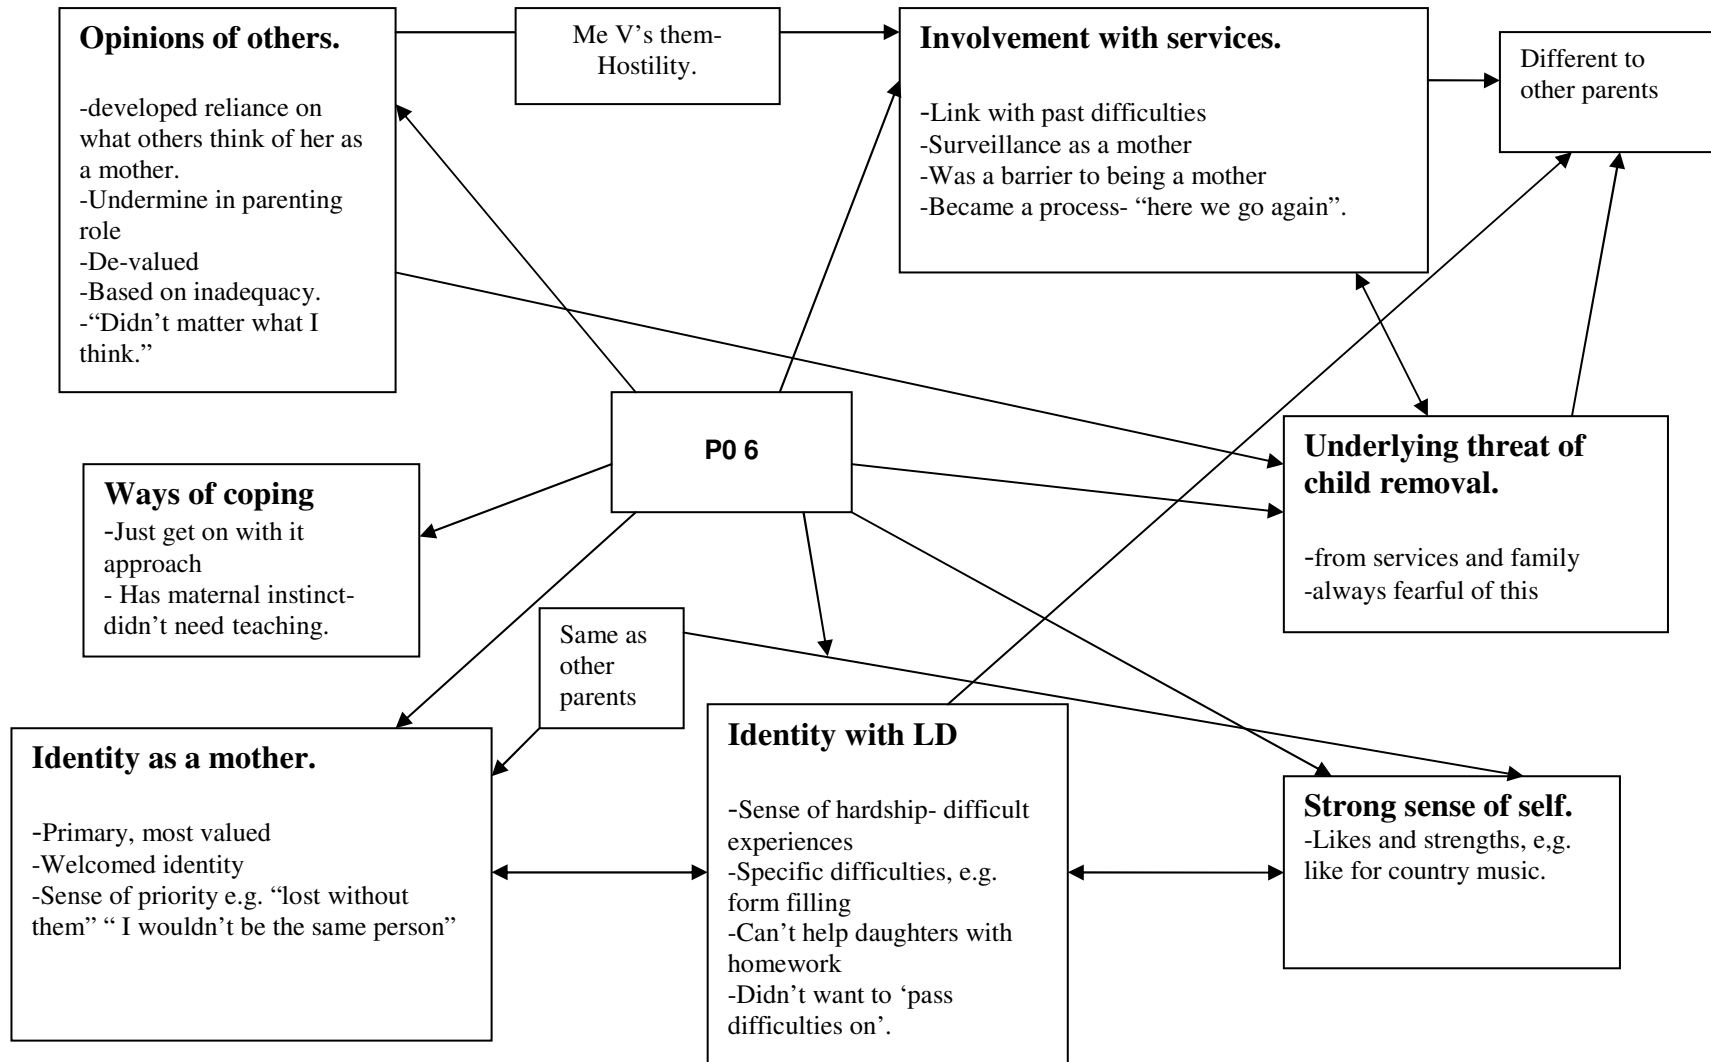 Opinions of others.
-developed reliance on
what others think of her as
a mother.
-Undermine in parenting
role
-De-valued
-Based on inadequacy.
-“Didn’t matter what I
think.”
Me V’s them-
Hostility.
Involvement with services.
-Link with past difficulties
-Surveillance as a mother
-Was a barrier to being a mother
-Became a process- “here we go again”.
Different to
other parents
P0 6
Ways of coping
-Just get on with it
approach
- Has maternal instinct-
didn’t need teaching.
Underlying threat of
child removal.
-from services and family
-always fearful of this
Same as
other
parents
Identity as a mother.
-Primary, most valued
-Welcomed identity
-Sense of priority e.g. “lost without
them” “ I wouldn’t be the same person”
Identity with LD
-Sense of hardship- difficult
experiences
-Specific difficulties, e.g.
form filling
-Can’t help daughters with
homework
-Didn’t want to ‘pass
difficulties on’.
Strong sense of self.
-Likes and strengths, e,g.
like for country music.